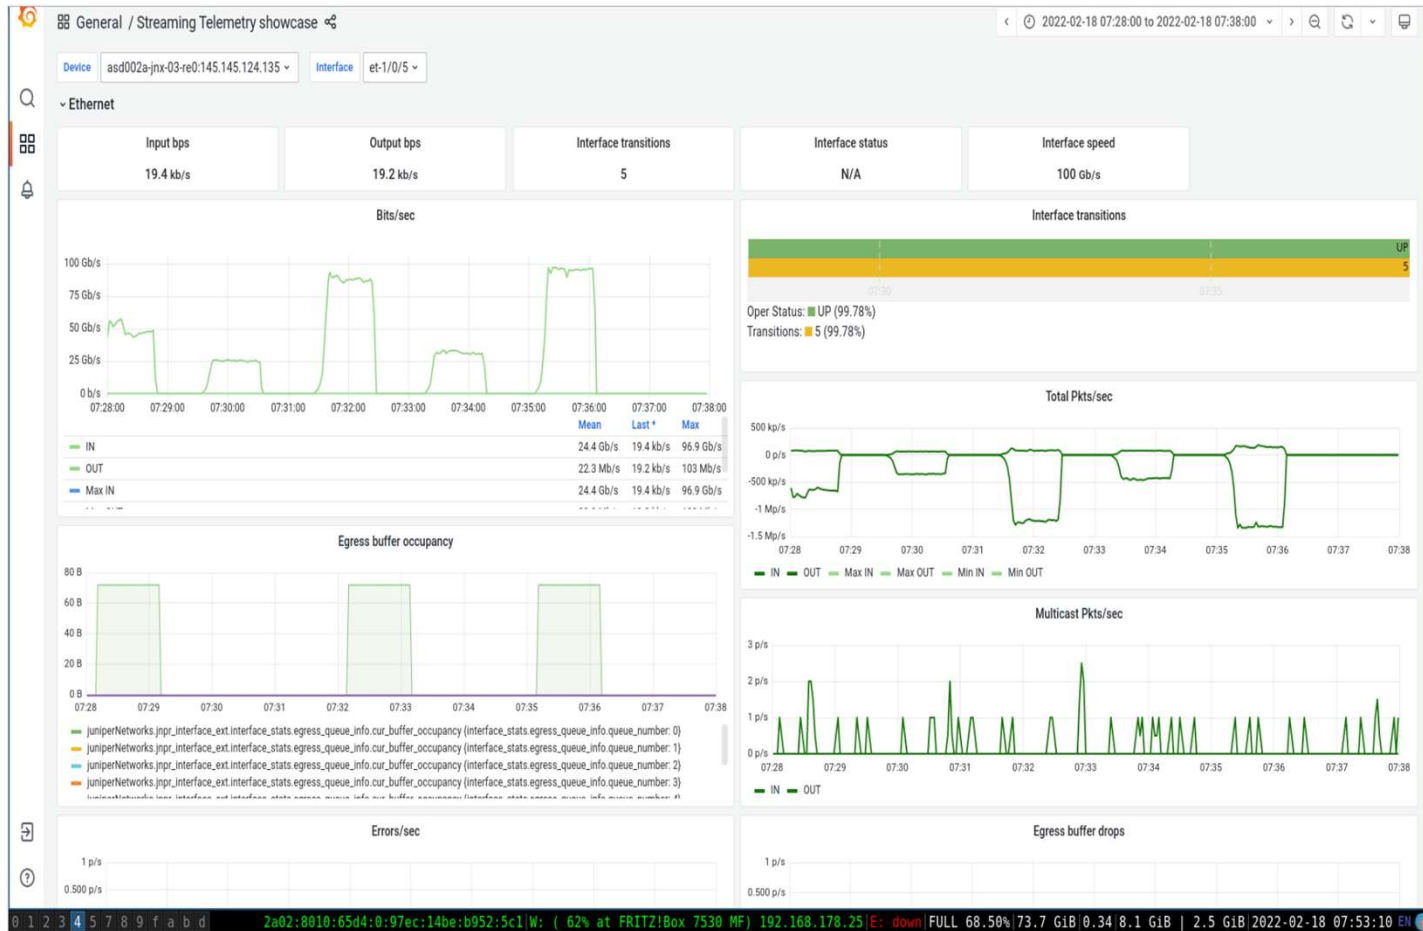 General / Streaming Telemetry showcase
2022-02-18 07:28:00 to 2022-02-18 07:38:00
Device asd002a-jnx-03-re0:145.145.124.135 Interface et-1/0/5
Ethernet
Input bps
19.4 kb/s
Output bps
19.2 kb/s
Interface transitions
5
Interface status
N/A
Interface speed
100 Gb/s
Bits/sec
100 Gb/s
75 Gb/s
50 Gb/s
25 Gb/s
0 b/s
07:28:00 07:29:00 07:30:00 07:31:00 07:32:00 07:33:00 07:34:00 07:35:00 07:36:00 07:37:00 07:38:00
Mean Last * Max
IN 24.4 Gb/s 19.4 kb/s 96.9 Gb/s
OUT 22.3 Mb/s 19.2 kb/s 103 Mb/s
Max IN 24.4 Gb/s 19.4 kb/s 96.9 Gb/s
Interface transitions
UP
5
07:30 07:35
Oper Status: UP (99.78%)
Transitions: 5 (99.78%)
Total Pkts/sec
500 kp/s
0 p/s
-500 kp/s
-1 Mp/s
-1.5 Mp/s
07:28 07:29 07:30 07:31 07:32 07:33 07:34 07:35 07:36 07:37 07:38
IN OUT Max IN Max OUT Min IN Min OUT
Egress buffer occupancy
80 B
60 B
40 B
20 B
0 B
07:28 07:29 07:30 07:31 07:32 07:33 07:34 07:35 07:36 07:37 07:38
juniperNetworks.jnpr_interface_ext.interface_stats.egress_queue_info.cur_buffer_occupancy {interface_stats.egress_queue_info.queue_number: 0}
juniperNetworks.jnpr_interface_ext.interface_stats.egress_queue_info.cur_buffer_occupancy {interface_stats.egress_queue_info.queue_number: 1}
juniperNetworks.jnpr_interface_ext.interface_stats.egress_queue_info.cur_buffer_occupancy {interface_stats.egress_queue_info.queue_number: 2}
juniperNetworks.jnpr_interface_ext.interface_stats.egress_queue_info.cur_buffer_occupancy {interface_stats.egress_queue_info.queue_number: 3}
Multicast Pkts/sec
3 p/s
2 p/s
1 p/s
0 p/s
07:28 07:29 07:30 07:31 07:32 07:33 07:34 07:35 07:36 07:37 07:38
IN OUT
Errors/sec
1 p/s
0.500 p/s
Egress buffer drops
1 p/s
0.500 p/s
0 1 2 3 4 5 7 8 9 f a b d 2a02:8010:65d4:0:97ec:14be:b952:5c1|W: ( 62% at FRITZ!Box 7530 MF) 192.168.178.25|E: down|FULL 68.50%|73.7 GiB|0.34|8.1 GiB | 2.5 GiB|2022-02-18 07:53:10 EN